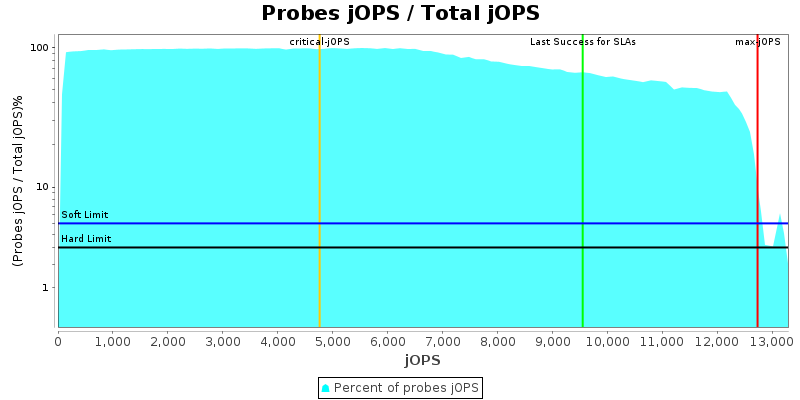 Probes jOPS / Total jOPS
critical-jOPS
Last Success for SLAs
max-jOPS
(Probes jOPS / Total jOPS)%
100
10
1
Soft Limit
Hard Limit
0
1,000
2,000
3,000
4,000
5,000
6,000
7,000
8,000
9,000
10,000
11,000
12,000
13,000
jOPS
Percent of probes jOPS